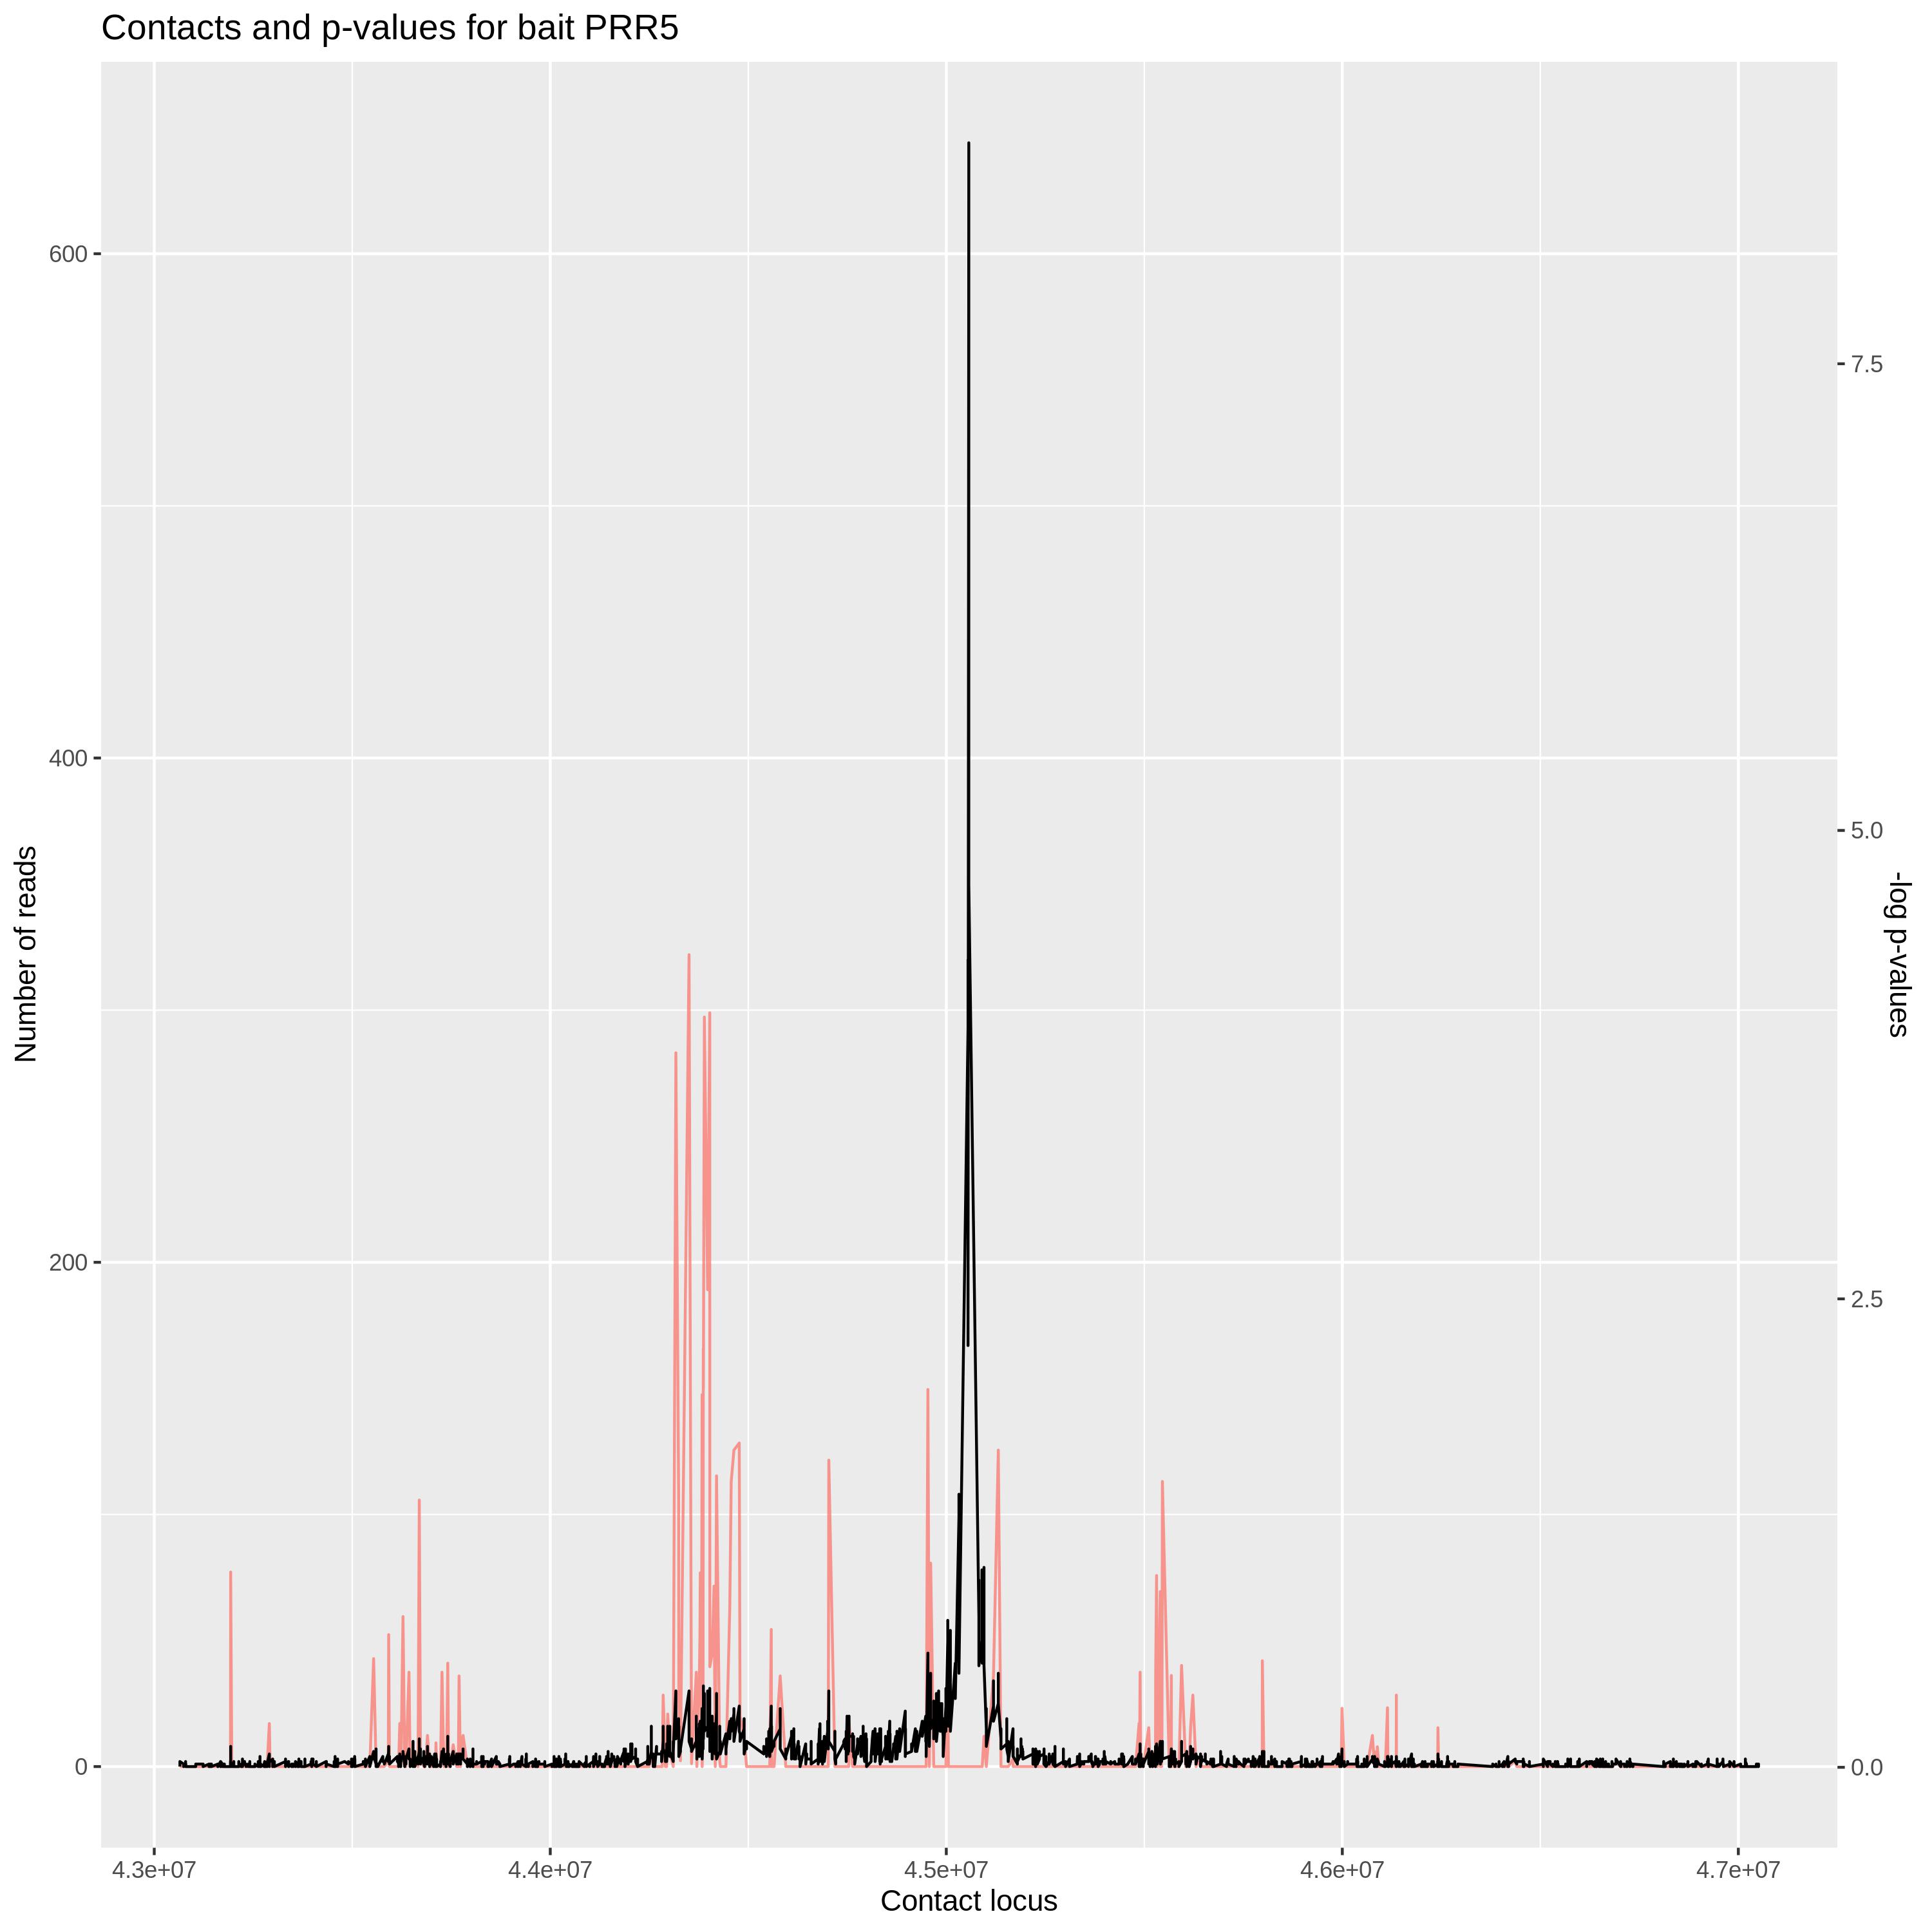 Contacts and p-values for bait PRR5
600
400
200
0
Number of reads
7.5
5.0
2.5
0.0
-log p-values
4.3e+07
4.4e+07
4.5e+07
4.6e+07
4.7e+07
Contact locus